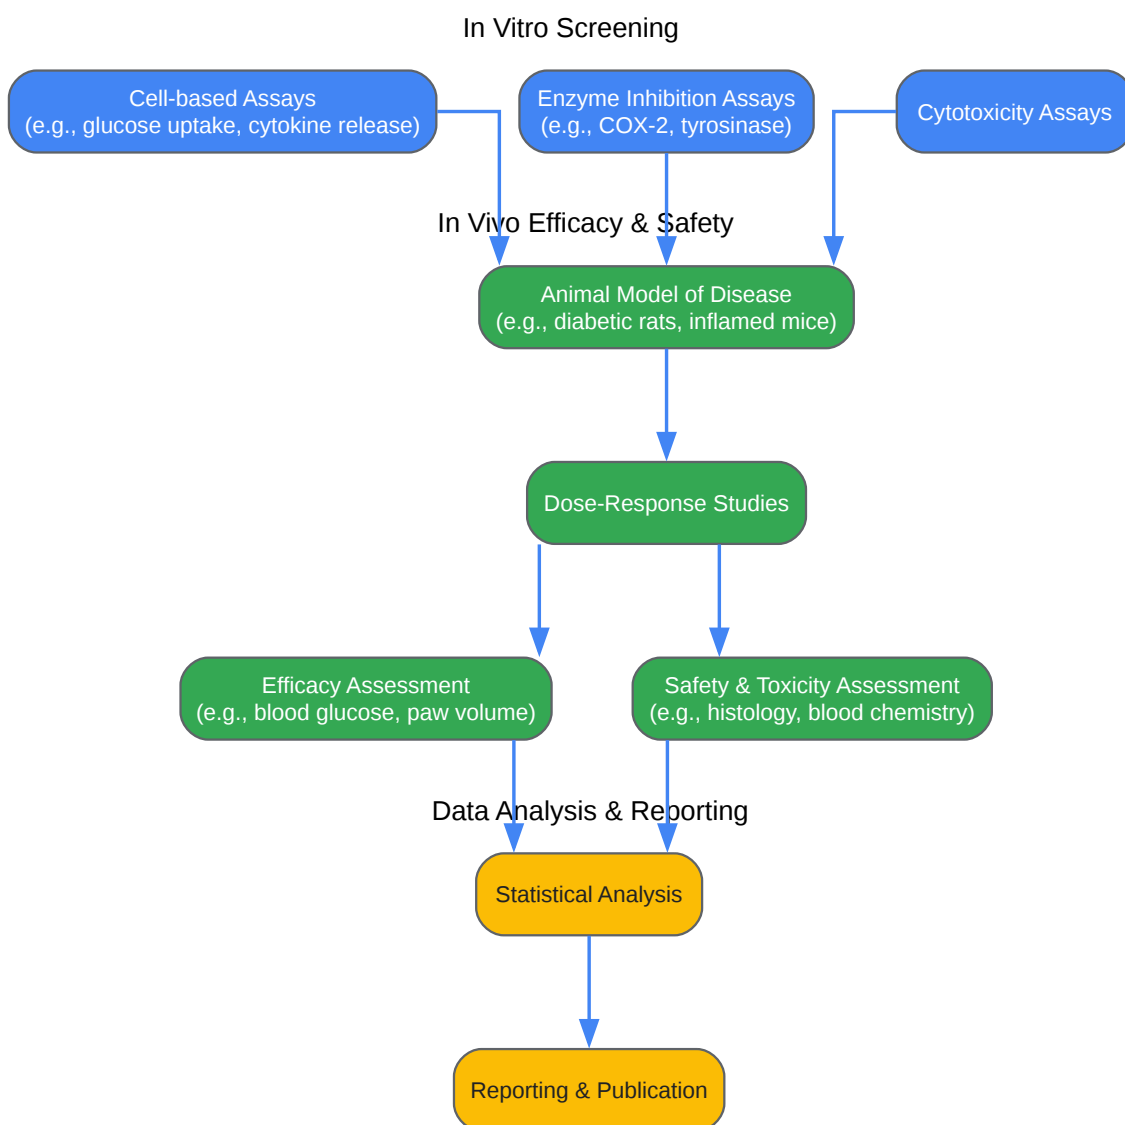 In Vitro Screening
Cell-based Assays
(e.g., glucose uptake, cytokine release)
Enzyme Inhibition Assays
(e.g., COX-2, tyrosinase)
Cytotoxicity Assays
In Vivo Efficacy & Safety
Animal Model of Disease
(e.g., diabetic rats, inflamed mice)
Dose-Response Studies
Efficacy Assessment
(e.g., blood glucose, paw volume)
Safety & Toxicity Assessment
(e.g., histology, blood chemistry)
Data Analysis & Reporting
Statistical Analysis
Reporting & Publication